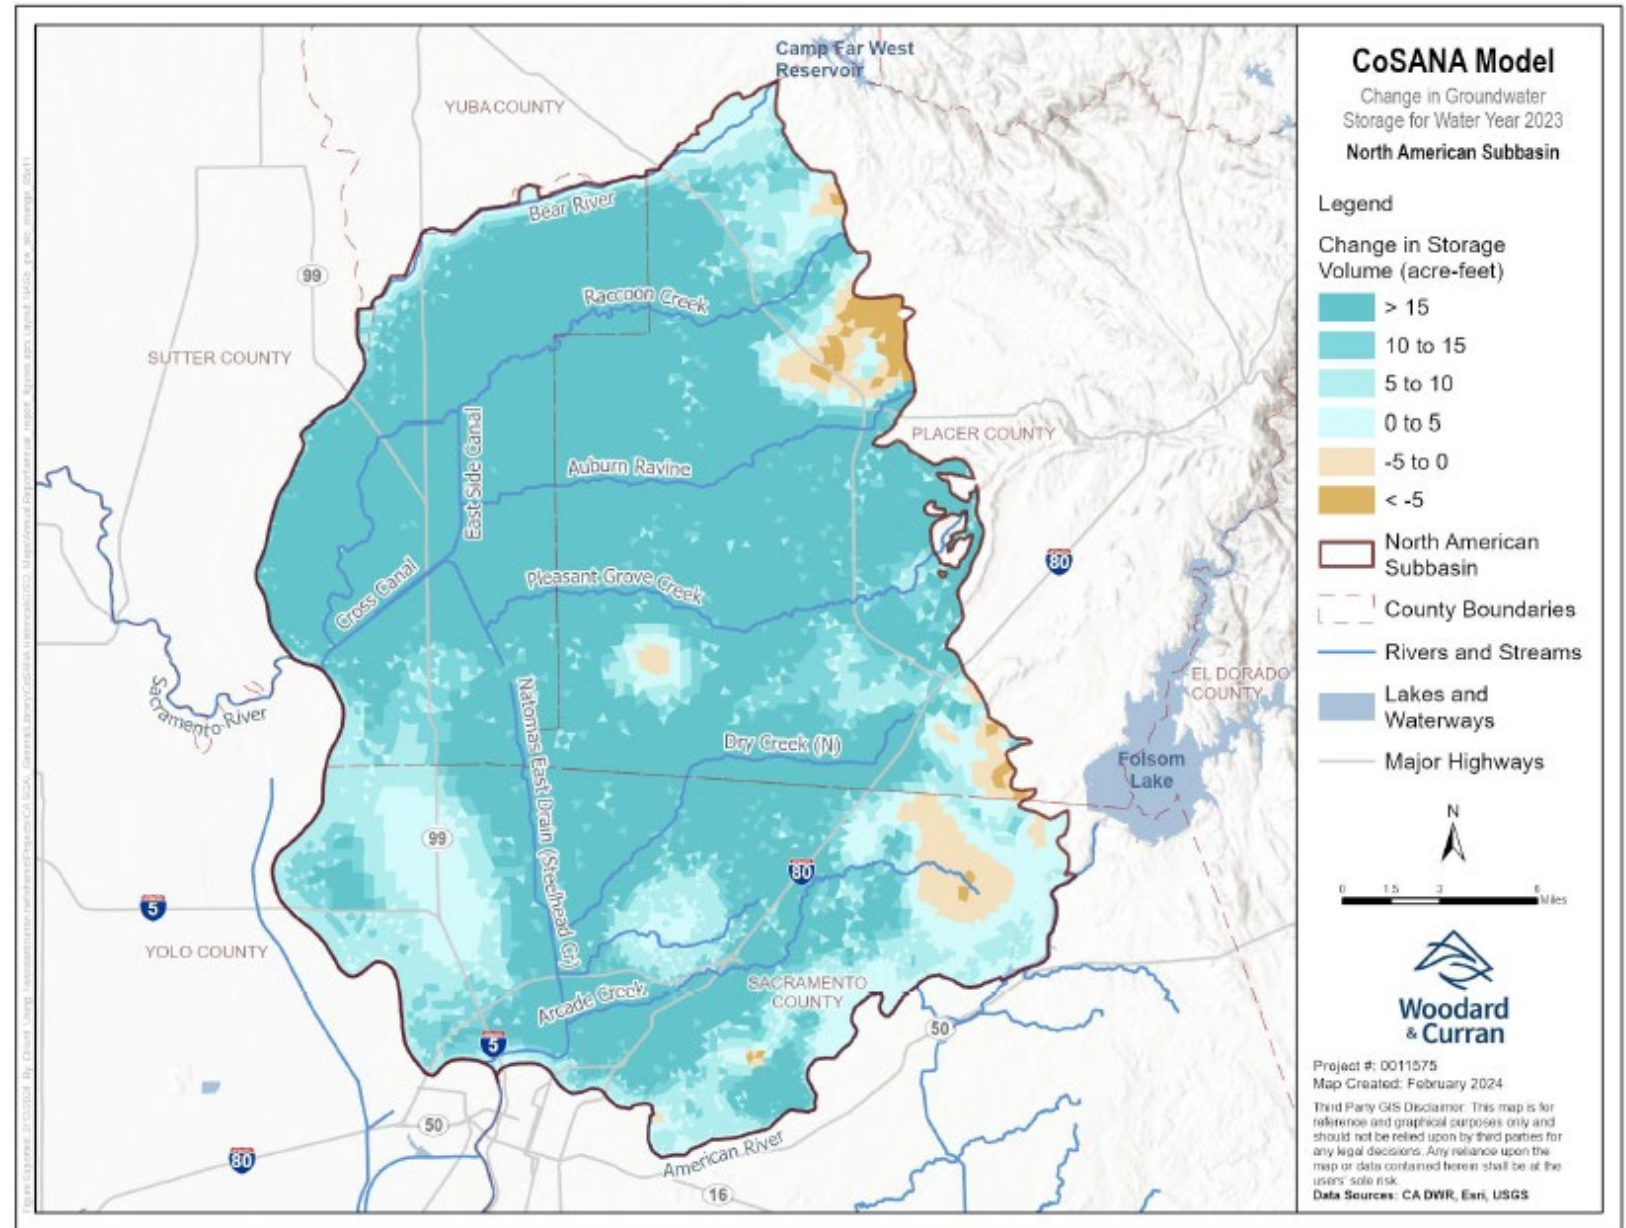 CoSANA Model
Change in Groundwater
Storage for Water Year 2023
North American Subbasin
Legend
Change in Storage
Volume (acre-feet)
> 15
10 to 15
5 to 10
0 to 5
-5 to 0
< -5
North American
Subbasin
County Boundaries
Rivers and Streams
Lakes and
Waterways
Major Highways
N
0 1.5 3 6 Miles
Woodard
& Curran
Project #: 0011575
Map Created: February 2024
Third Party GIS Disclaimer: This map is for
reference and graphical purposes only and
should not be relied upon by third parties for
any legal decisions. Any reliance upon the
map or data contained herein shall be at the
users' sole risk.
Data Sources: CA DWR, Esri, USGS
Camp Far West
Reservoir
YUBA COUNTY
Bear River
99
Raccoon Creek
SUTTER COUNTY
PLACER COUNTY
East Side Canal
Auburn Ravine
80
Cross Canal
Pleasant Grove Creek
EL DORADO
COUNTY
Sacramento River
Natomas East Drain (Steelhead Cr)
Dry Creek (N)
Folsom
Lake
99
80
5
YOLO COUNTY
SACRAMENTO
COUNTY
Arcade Creek
50
5
50
American River
80
16